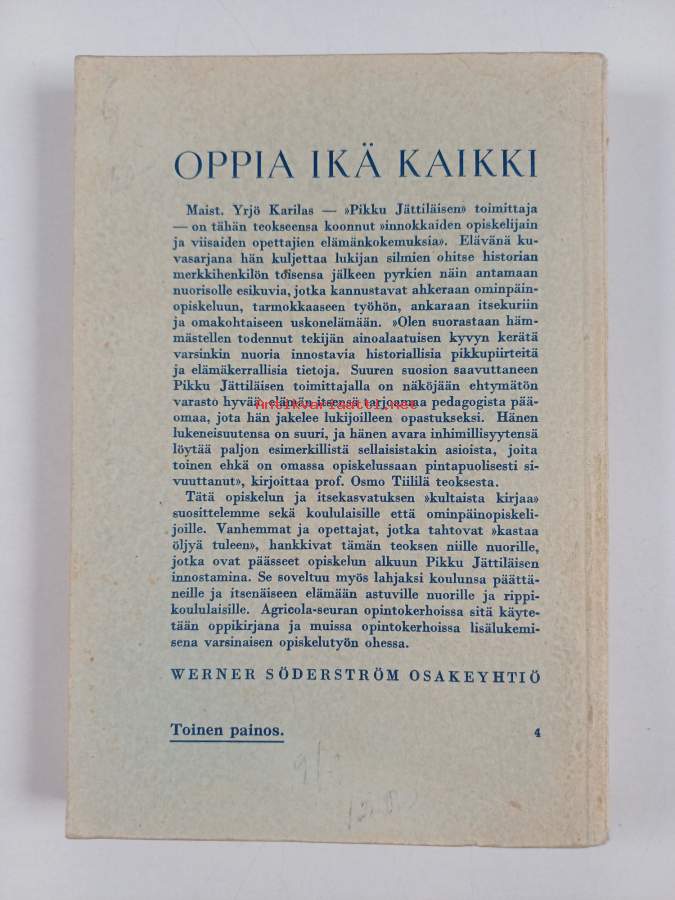 OPPIA IKÄ KAIKKI
Maist. Yrjö Karilas — »Pikku Jättiläisen» toimittaja
— on tähän teokseensa koonnut »innokkaiden opiskelijain
ja viisaiden opettajien elämänkokemuksia». Elävänä ku-
vasarjana hän kuljettaa lukijan silmien ohitse historian
merkkihenkilön toisensa jälkeen pyrkien näin antamaan
nuorisolle esikuvia, jotka kannustavat ahkeraan ominpäin-
opiskeluun, tarmokkaaseen työhön, ankaraan itsekuriin
ja omakohtaiseen uskonelämään. »Olen suorastaan häm-
mästellen todennut tekijän ainoalaatuisen kyvyn kerätä
varsinkin nuoria innostavia historiallisia pikkupiirteitä
ja elämäkerrallisia tietoja. Suuren suosion saavuttaneen
Pikku Jättiläisen toimittajalla on näköjään ehtymätön
varasto hyvää, elämän itsensä tarjoamaa pedagogista pää-
omaa, jota hän jakelee lukijoilleen opastukseksi. Hänen
lukeneisuutensa on suuri, ja hänen avara inhimillisyytensä
löytää paljon esimerkillistä sellaisistakin asioista, joita
toinen ehkä on omassa opiskelussaan pintapuolisesti si-
vuuttanut», kirjoittaa prof. Osmo Tiililä teoksesta.
Tätä opiskelun ja itsekasvatuksen »kultaista kirjaa»
suosittelemme sekä koululaisille että ominpäinopiskeli-
joille. Vanhemmat ja opettajat, jotka tahtovat »kastaa
öljyä tuleen», hankkivat tämän teoksen niille nuorille,
jotka ovat päässeet opiskelun alkuun Pikku Jättiläisen
innostamina. Se soveltuu myös lahjaksi koulunsa päättä-
neille ja itsenäiseen elämään astuville nuorille ja rippi-
koululaisille. Agricola-seuran opintokerhoissa sitä käyte-
tään oppikirjana ja muissa opintokerhoissa lisälukemi-
sena varsinaisen opiskelutyön ohessa.
WERNER SÖDERSTRÖM OSAKEYHTIÖ
Toinen painos. 4
Antikvariaatti.net